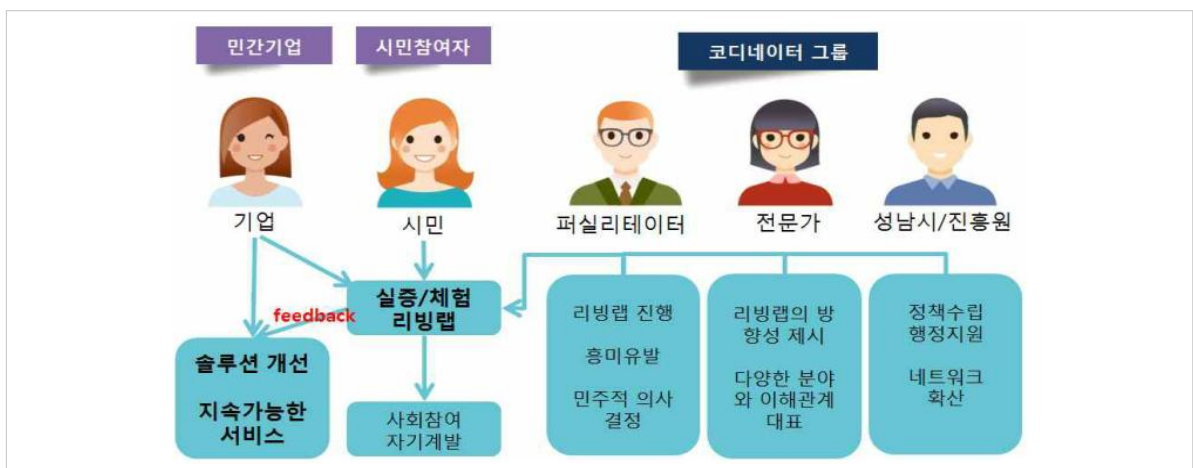 민간기업
시민참여자
코디네이터 그룹
기업
시민
퍼실리테이터
전문가
성남시/진흥원
feedback
실증/체험
리빙랩
솔루션 개선
지속가능한
서비스
사회참여
자기계발
리빙랩 진행
흥미유발
민주적 의사
결정
리빙랩의 방
향성 제시
다양한 분야
와 이해관계
대표
정책수립
행정지원
네트워크
확산